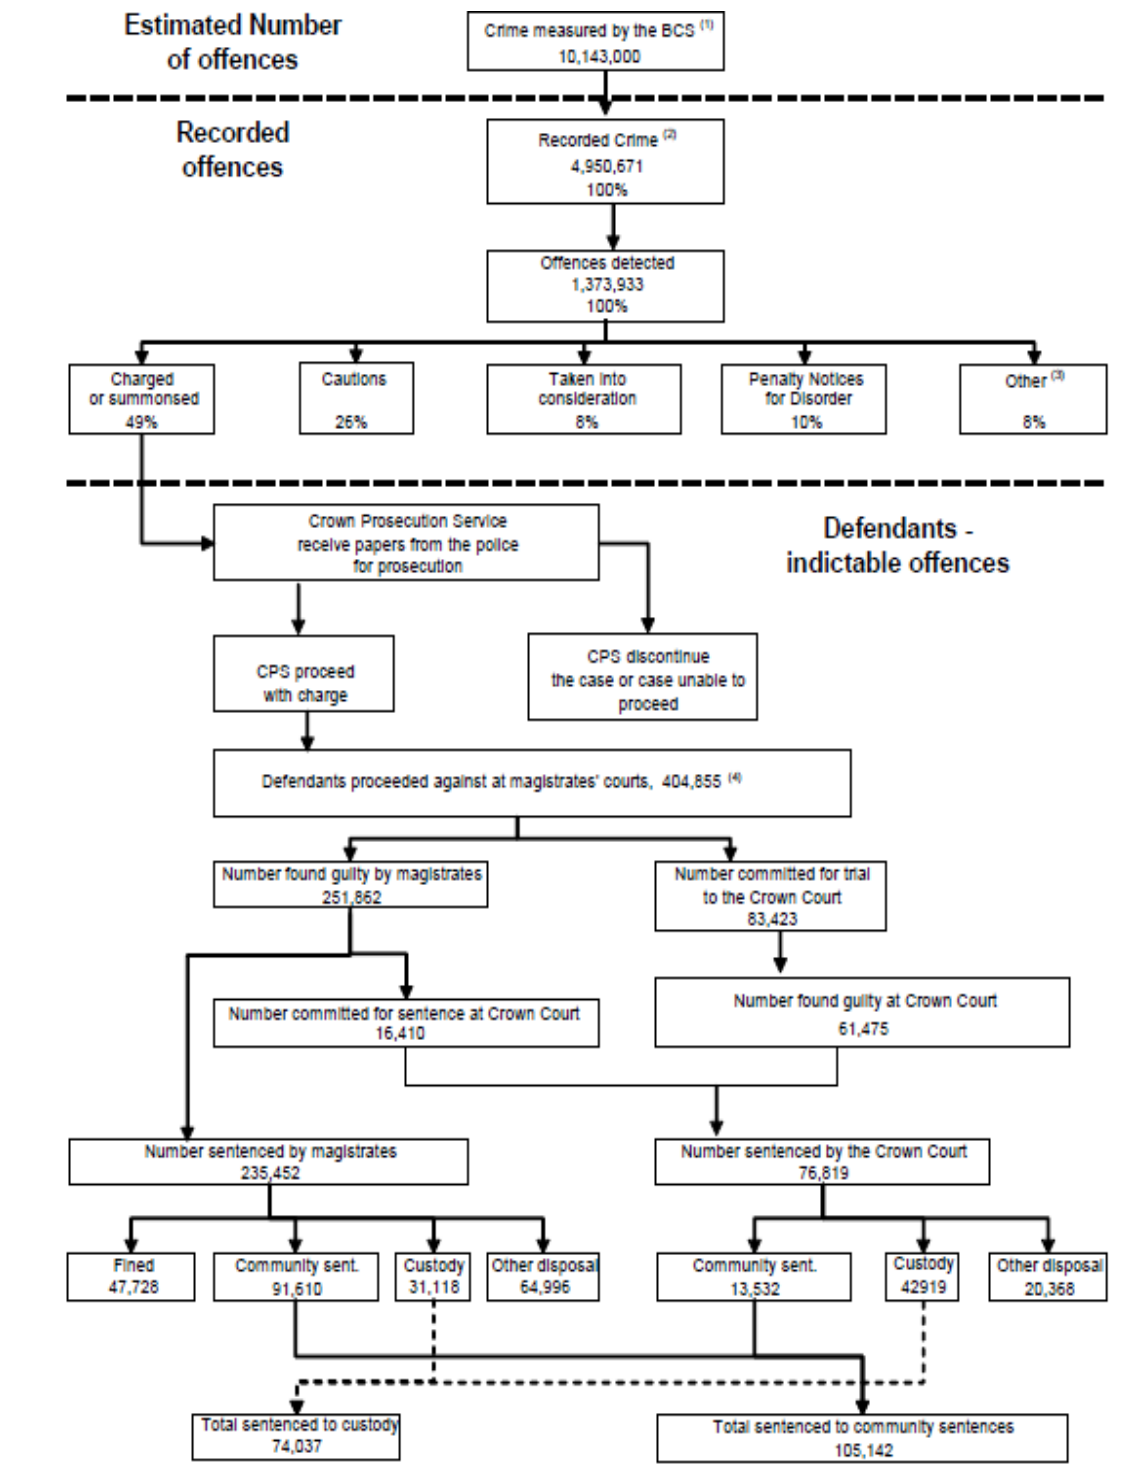 Estimated Number
of offences
Crime measured by the BCS (1)
10,143,000
Recorded
offences
Recorded Crime (2)
4,950,671
100%
Offences detected
1,373,933
100%
Charged
or summonsed
49%
Cautions
26%
Taken into
consideration
8%
Penalty Notices
for Disorder
10%
Other (3)
8%
Crown Prosecution Service
receive papers from the police
for prosecution
Defendants -
indictable offences
CPS proceed
with charge
CPS discontinue
the case or case unable to
proceed
Defendants proceeded against at magistrates' courts, 404,855 (4)
Number found guilty by magistrates
251,862
Number committed for trial
to the Crown Court
83,423
Number committed for sentence at Crown Court
16,410
Number found guilty at Crown Court
61,475
Number sentenced by magistrates
235,452
Number sentenced by the Crown Court
76,819
Fined
47,728
Community sent.
91,610
Custody
31,118
Other disposal
64,996
Community sent.
13,532
Custody
42919
Other disposal
20,368
Total sentenced to custody
74,037
Total sentenced to community sentences
105,142